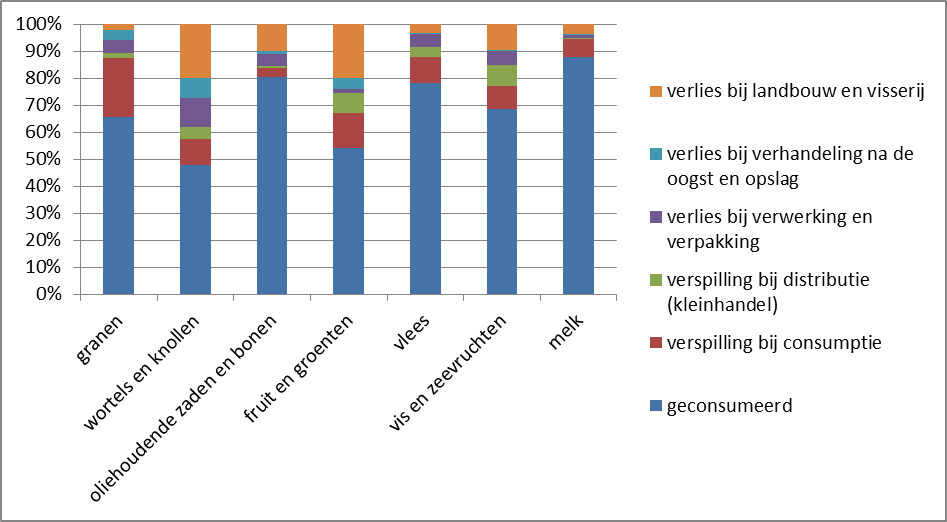 100%
90%
80%
70%
60%
50%
40%
30%
20%
10%
0%
granen
wortels en knollen
oliehoudende zaden en bonen
fruit en groenten
vlees
vis en zeevruchten
melk
verlies bij landbouw en visserij
verlies bij verhandeling na de
oogst en opslag
verlies bij verwerking en
verpakking
verspilling bij distributie
(kleinhandel)
verspilling bij consumptie
geconsumeerd